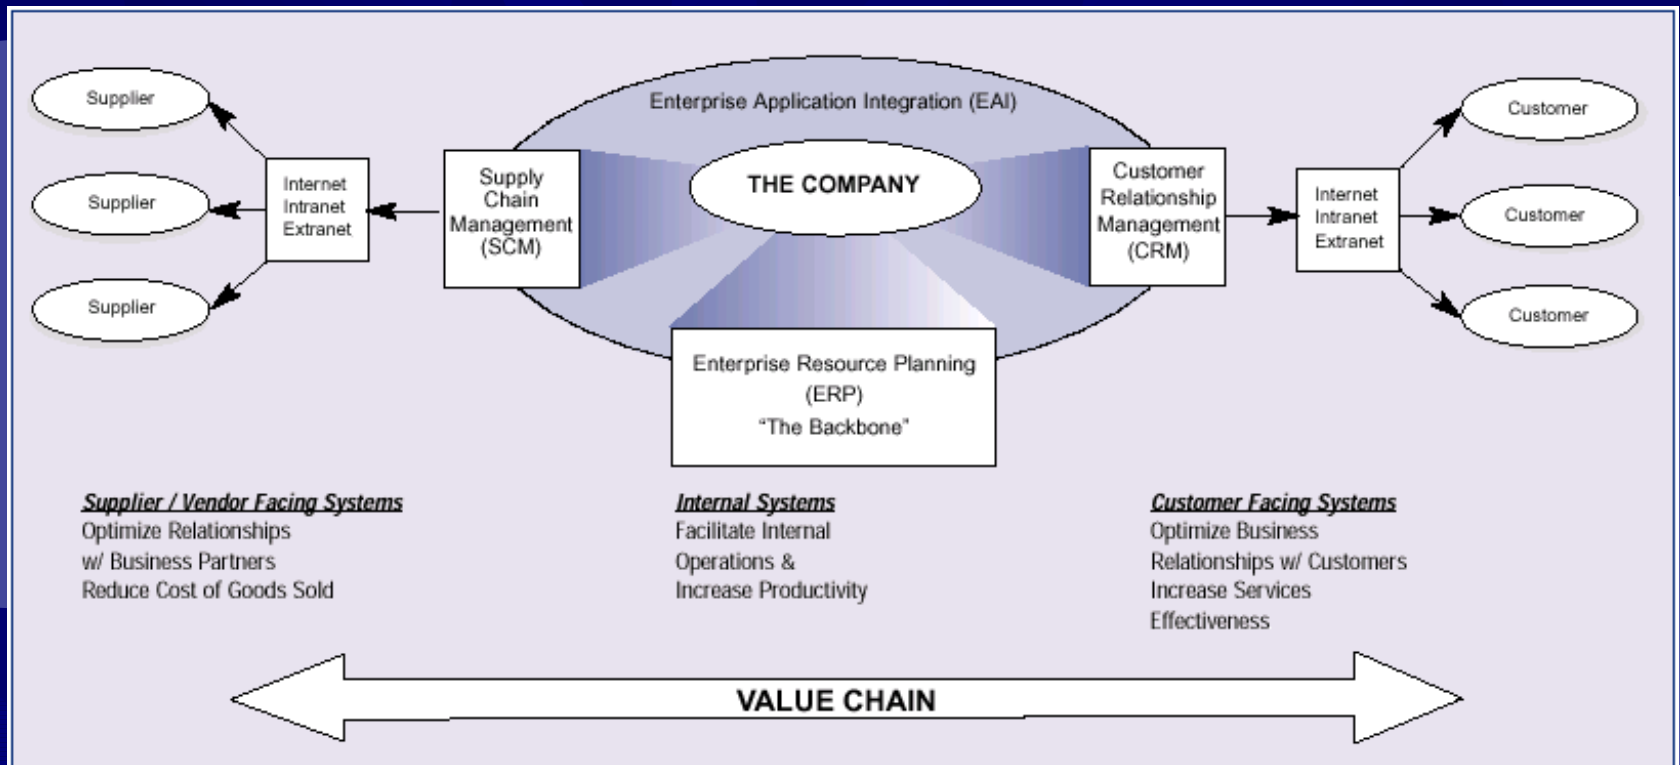 Supplier
Supplier
Supplier
Internet
Intranet
Extranet
Supply
Chain
Management
(SCM)
Enterprise Application Integration (EAI)
THE COMPANY
Enterprise Resource Planning
(ERP)
“The Backbone”
Customer
Relationship
Management
(CRM)
Internet
Intranet
Extranet
Customer
Customer
Customer
Supplier / Vendor Facing Systems
Optimize Relationships
w/ Business Partners
Reduce Cost of Goods Sold
Internal Systems
Facilitate Internal
Operations &
Increase Productivity
Customer Facing Systems
Optimize Business
Relationships w/ Customers
Increase Services
Effectiveness
VALUE CHAIN